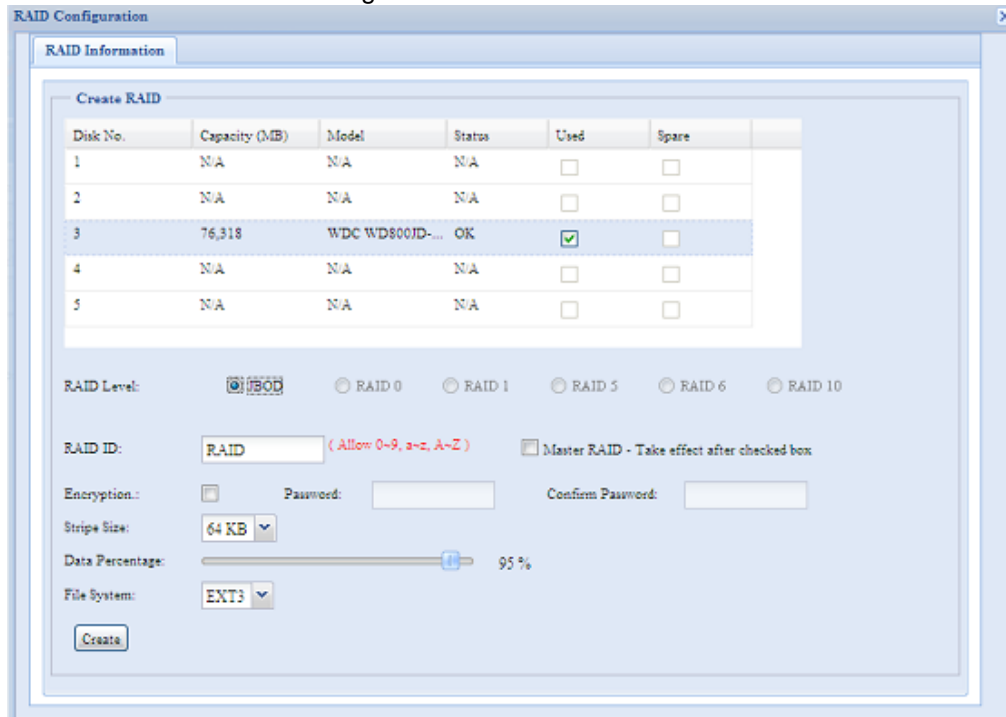 RAID Configuration
RAID Information
Create RAID
Disk No. Capacity (MB) Model Status Used Spare
1 N/A N/A N/A
2 N/A N/A N/A
3 76,318 WDC WD800JD-... OK
4 N/A N/A N/A
5 N/A N/A N/A
RAID Level: JBOD RAID 0 RAID 1 RAID 5 RAID 6 RAID 10
RAID ID: RAID ( Allow 0~9, a~z, A~Z ) Master RAID - Take effect after checked box
Encryption.: Password: Confirm Password:
Stripe Size: 64 KB
Data Percentage: 95 %
File System: EXT3
Create